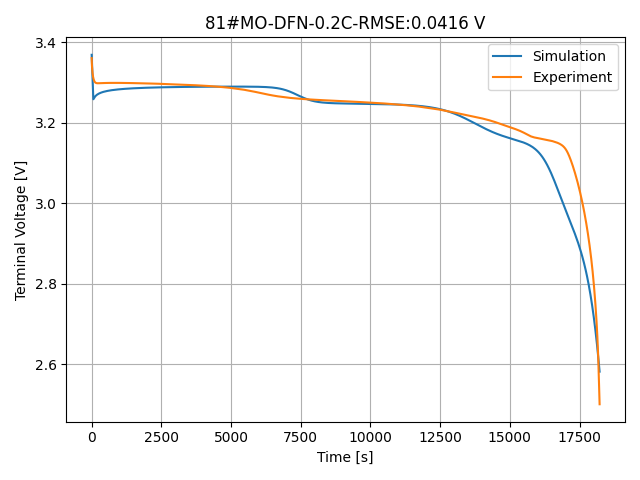 81#MO-DFN-0.2C-RMSE:0.0416 V
Simulation
Experiment
Terminal Voltage [V]
3.4
3.2
3.0
2.8
2.6
0 2500 5000 7500 10000 12500 15000 17500
Time [s]